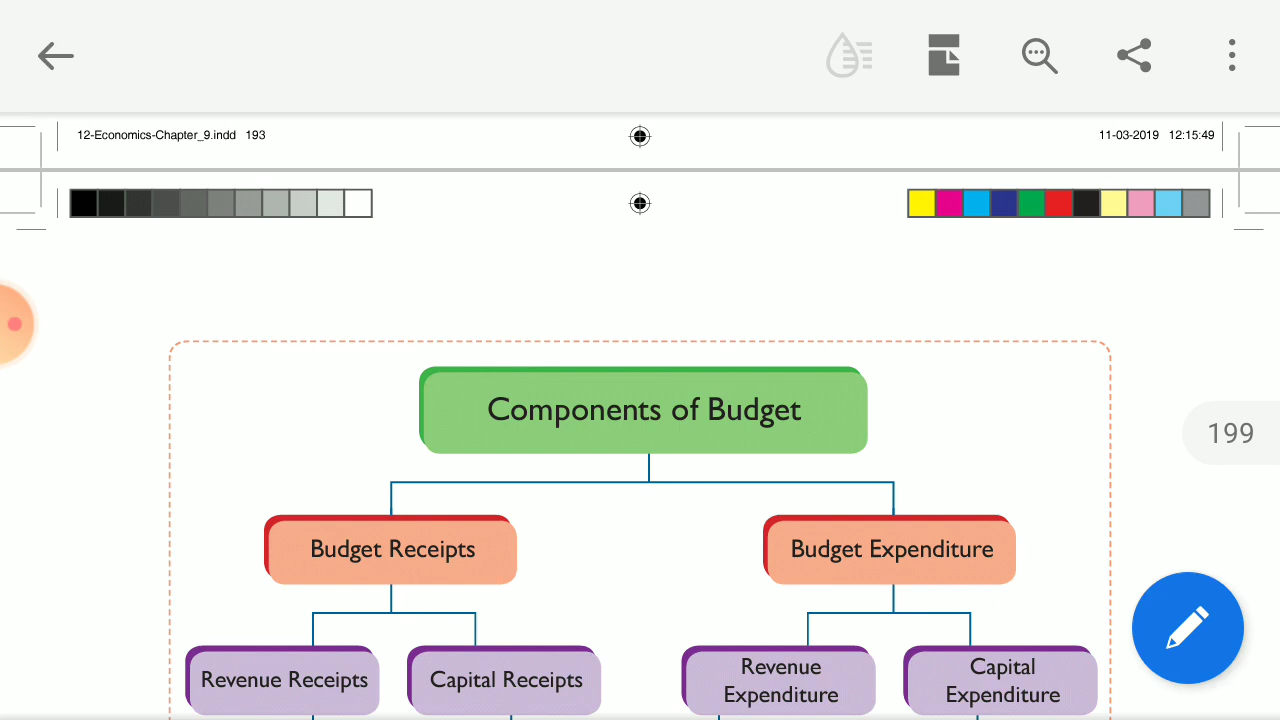 12-Economics-Chapter_9.indd 193
11-03-2019 12:15:49
Components of Budget
199
Budget Receipts
Budget Expenditure
Revenue Receipts
Capital Receipts
Revenue
Expenditure
Capital
Expenditure